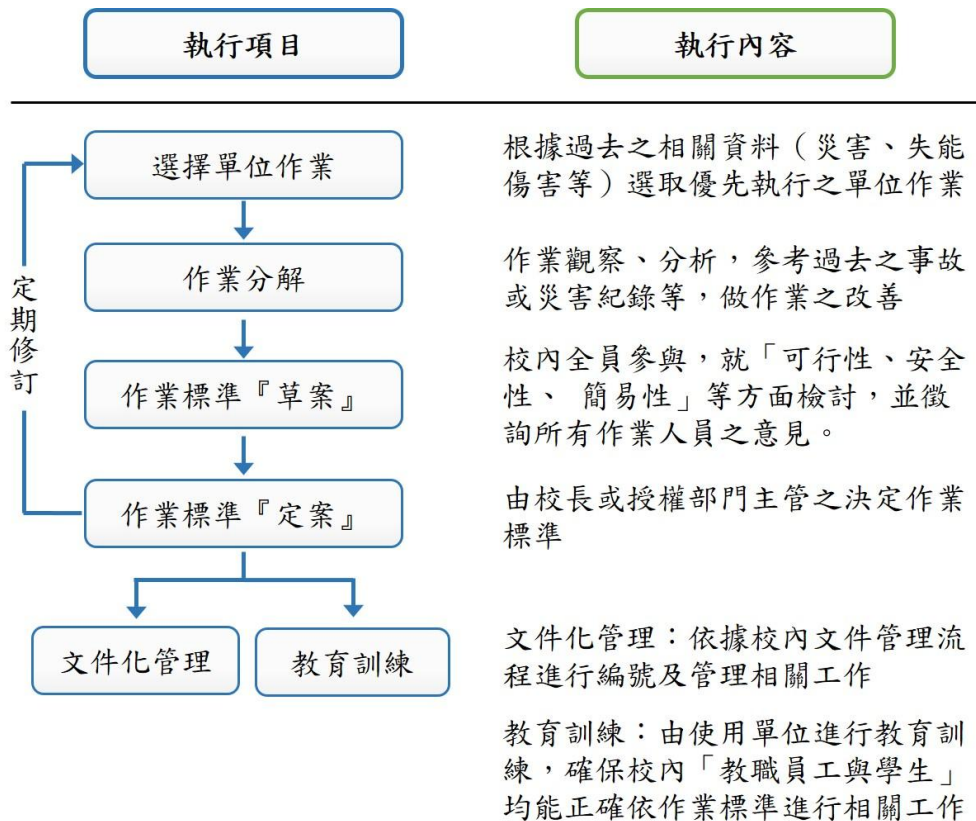 執行項目
執行內容
選擇單位作業
根據過去之相關資料（災害、失能
傷害等）選取優先執行之單位作業
作業分解
作業觀察、分析，參考過去之事故
或災害紀錄等，做作業之改善
定期修訂
作業標準『草案』
校內全員參與，就「可行性、安全
性、 簡易性」等方面檢討，並徵
詢所有作業人員之意見。
作業標準『定案』
由校長或授權部門主管之決定作業
標準
文件化管理
教育訓練
文件化管理：依據校內文件管理流
程進行編號及管理相關工作
教育訓練：由使用單位進行教育訓
練，確保校內「教職員工與學生」
均能正確依作業標準進行相關工作